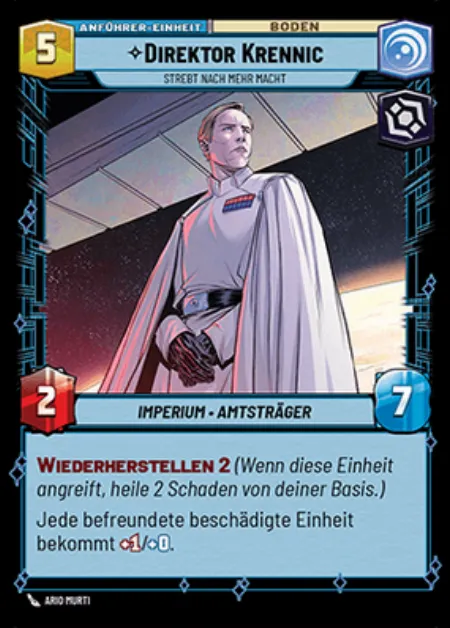 5
ANFÜHRER-EINHEIT
BODEN
DIREKTOR KRENNIC
STREBT NACH MEHR MACHT
2
IMPERIUM • AMTSTRÄGER
7
WIEDERHERSTELLEN 2 (Wenn diese Einheit
angreift, heile 2 Schaden von deiner Basis.)
Jede befreundete beschädigte Einheit
bekommt +1/+0.
ARIO MURTI